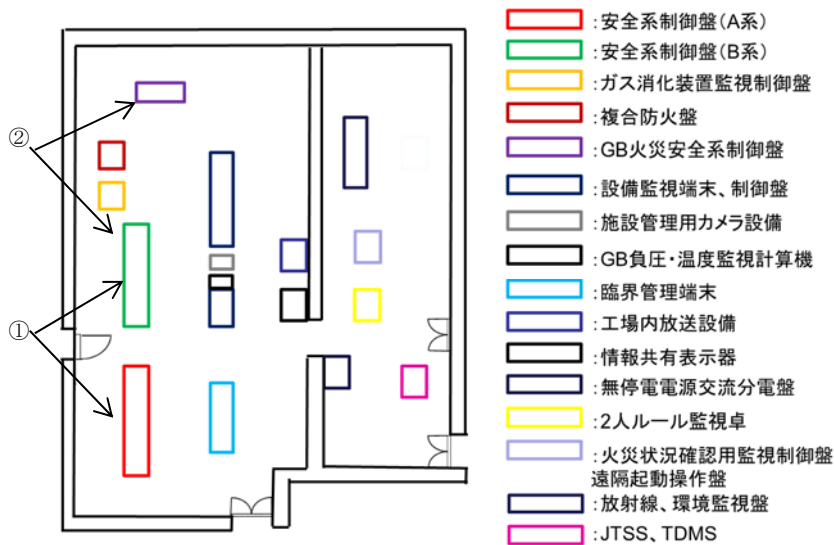 ②
①
:安全系制御盤(A系)
:安全系制御盤(B系)
:ガス消化装置監視制御盤
:複合防火盤
:GB火災安全系制御盤
:設備監視端末、制御盤
:施設管理用カメラ設備
:GB負圧・温度監視計算機
:臨界管理端末
:工場内放送設備
:情報共有表示器
:無停電電源交流分電盤
:2人ルール監視卓
:火災状況確認用監視制御盤
遠隔起動操作盤
:放射線、環境監視盤
:JTSS、TDMS